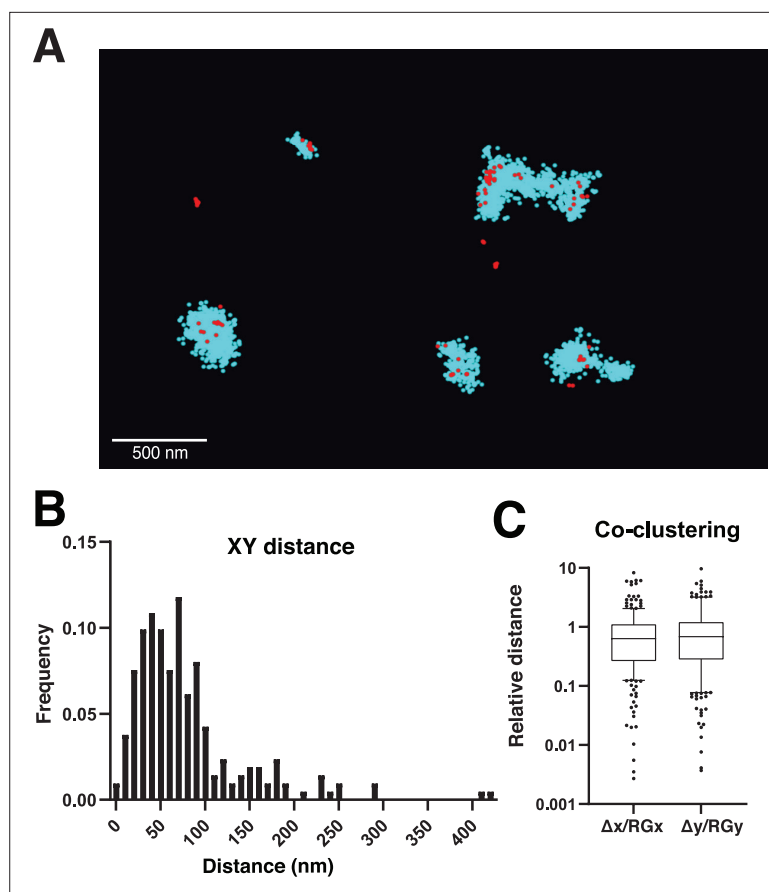 A
500 nm
B
XY distance
Frequency
0.15
0.10
0.05
0.00
0
50
100
150
200
250
300
350
400
Distance (nm)
C
Co-clustering
Relative distance
10
1
0.1
0.01
0.001
Δx/RGx
Δy/RGy